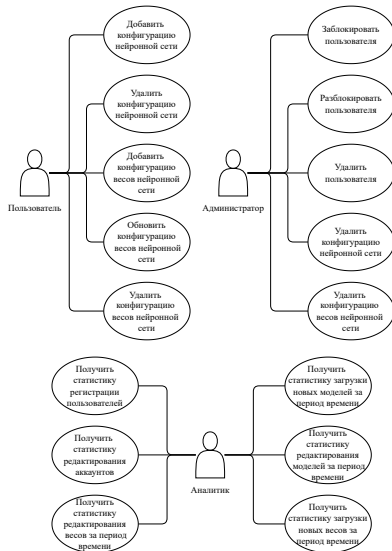 Добавить
конфигурацию
нейронной сети
Удалить
конфигурацию
нейронной сети
Добавить
конфигурацию
весов нейронной
сети
Пользователь
Обновить
конфигурацию
весов нейронной
сети
Удалить
конфигурацию
весов нейронной
сети
Заблокировать
пользователя
Разблокировать
пользователя
Удалить
пользователя
Администратор
Удалить
конфигурацию
нейронной сети
Удалить
конфигурацию
весов нейронной
сети
Получить
статистику
регистрации
пользователей
Получить
статистику
редактирования
аккаунтов
Получить
статистику
редактирования
весов за период
времени
Аналитик
Получить
статистику загрузки
новых моделей за
период времени
Получить
статистику
редактирования
моделей за период
времени
Получить
статистику загрузки
новых весов за
период времени